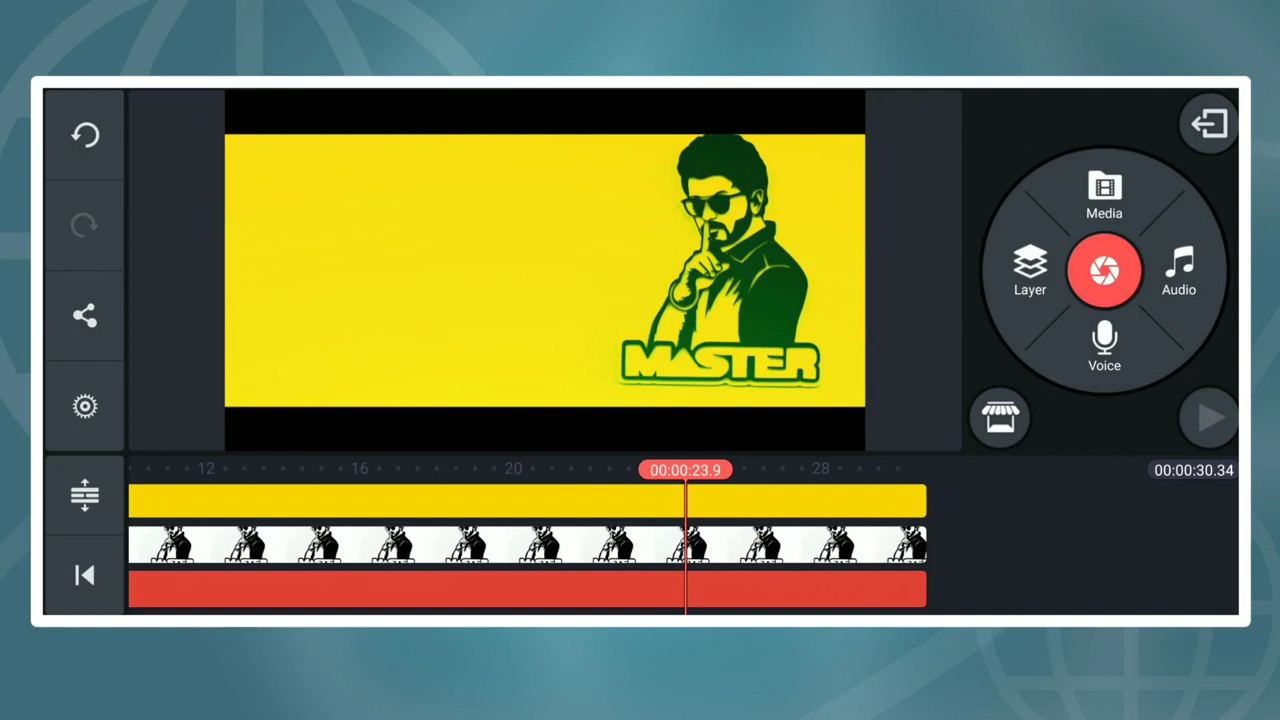 Media
Layer
Audio
Voice
MASTER
12
16
20
00:00:23.9
28
00:00:30.34